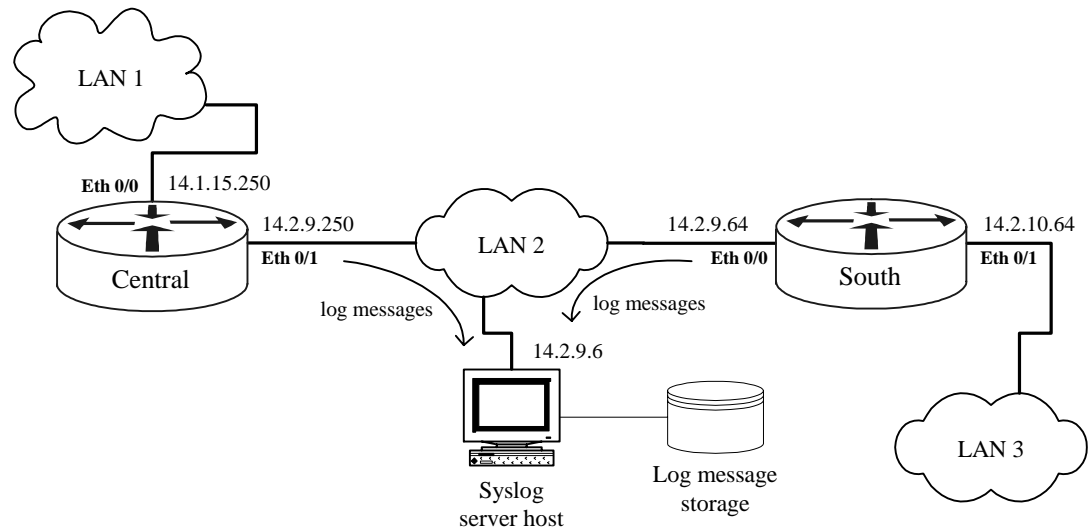 LAN 1
Eth 0/0
14.1.15.250
14.2.9.250
Eth 0/1
Central
log messages
LAN 2
14.2.9.64
Eth 0/0
log messages
14.2.10.64
Eth 0/1
South
14.2.9.6
Syslog
server host
Log message
storage
LAN 3